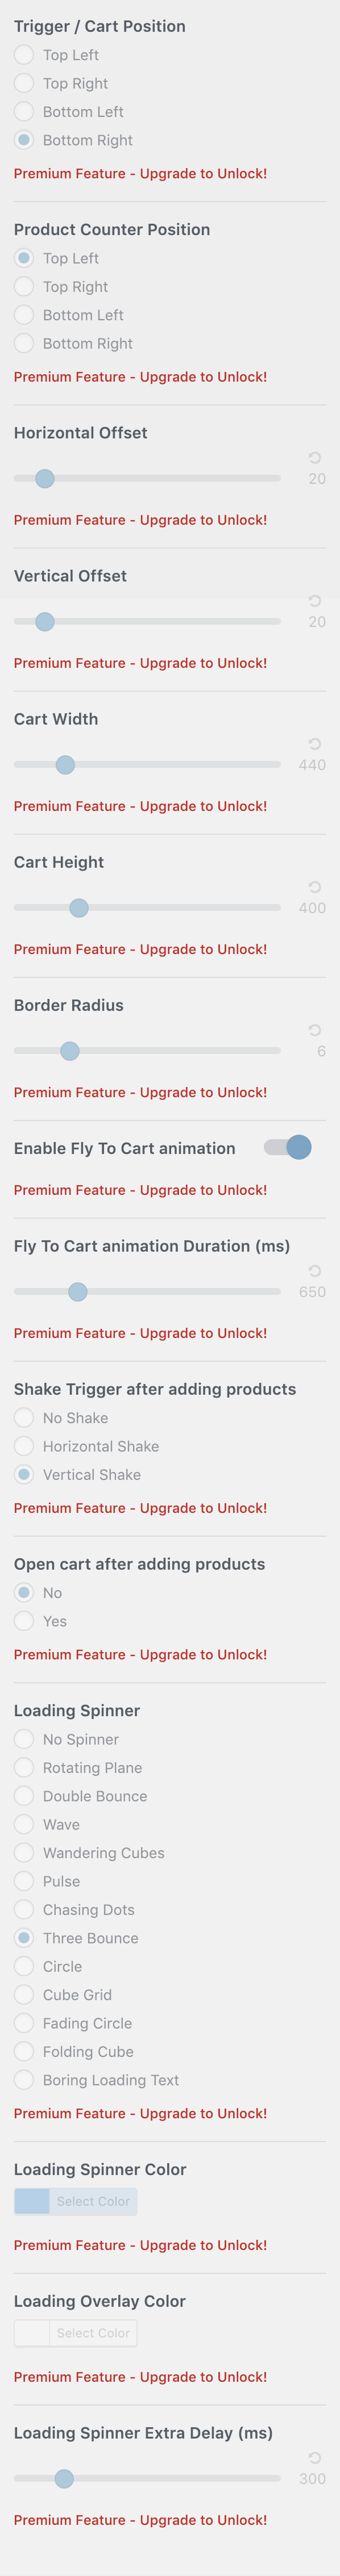 Trigger / Cart Position
Top Left
Top Right
Bottom Left
Bottom Right
Premium Feature - Upgrade to Unlock!
Product Counter Position
Top Left
Top Right
Bottom Left
Bottom Right
Premium Feature - Upgrade to Unlock!
Horizontal Offset
20
Premium Feature - Upgrade to Unlock!
Vertical Offset
20
Premium Feature - Upgrade to Unlock!
Cart Width
440
Premium Feature - Upgrade to Unlock!
Cart Height
400
Premium Feature - Upgrade to Unlock!
Border Radius
6
Premium Feature - Upgrade to Unlock!
Enable Fly To Cart animation
Premium Feature - Upgrade to Unlock!
Fly To Cart animation Duration (ms)
650
Premium Feature - Upgrade to Unlock!
Shake Trigger after adding products
No Shake
Horizontal Shake
Vertical Shake
Premium Feature - Upgrade to Unlock!
Open cart after adding products
No
Yes
Premium Feature - Upgrade to Unlock!
Loading Spinner
No Spinner
Rotating Plane
Double Bounce
Wave
Wandering Cubes
Pulse
Chasing Dots
Three Bounce
Circle
Cube Grid
Fading Circle
Folding Cube
Boring Loading Text
Premium Feature - Upgrade to Unlock!
Loading Spinner Color
Select Color
Premium Feature - Upgrade to Unlock!
Loading Overlay Color
Select Color
Premium Feature - Upgrade to Unlock!
Loading Spinner Extra Delay (ms)
300
Premium Feature - Upgrade to Unlock!